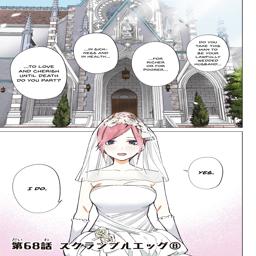 DO YOU
TAKE THIS
MAN TO BE
YOUR
LAWFULLY
WEDDED
HUSBAND...
...FOR
RICHER
OR FOR
POORER...
...IN SICK-
NESS AND
IN HEALTH...
...TO LOVE
AND CHERISH
UNTIL DEATH
DO YOU PART?
YES.
I DO.
第68話 スクランブルエッグ⑧